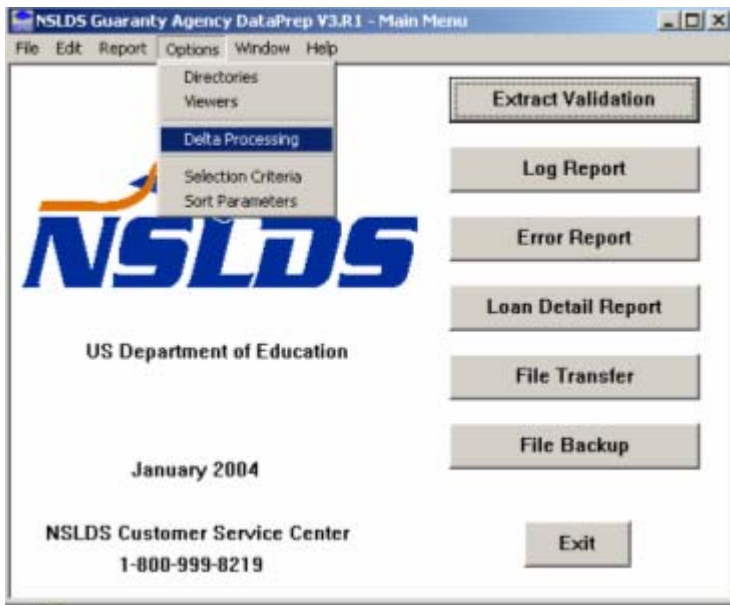 NSLDS Guaranty Agency DataPrep V3.R1 - Main Menu
File Edit Report Options Window Help
Directories
Viewers
Delta Processing
Selection Criteria
Sort Parameters
NSLDS
US Department of Education
January 2004
NSLDS Customer Service Center
1-800-999-8219
Extract Validation
Log Report
Error Report
Loan Detail Report
File Transfer
File Backup
Exit